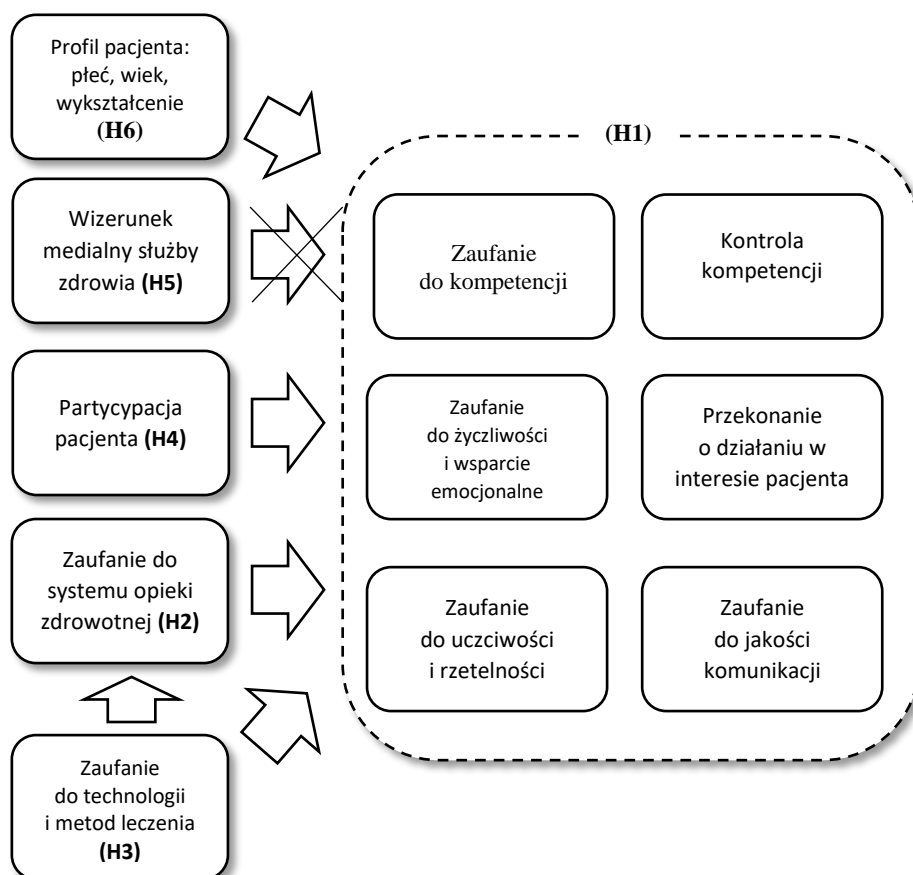 Profil pacjenta:
płeć, wiek,
wykształcenie
(H6)
Wizerunek
medialny służby
zdrowia (H5)
Partycypacja
pacjenta (H4)
Zaufanie do
systemu opieki
zdrowotnej (H2)
Zaufanie
do technologii
i metod leczenia
(H3)
(H1)
Zaufanie
do kompetencji
Kontrola
kompetencji
Zaufanie
do życzliwości
i wsparcie
emocjonalne
Przekonanie
o działaniu w
interesie pacjenta
Zaufanie
do uczciwości
i rzetelności
Zaufanie
do jakości
komunikacji